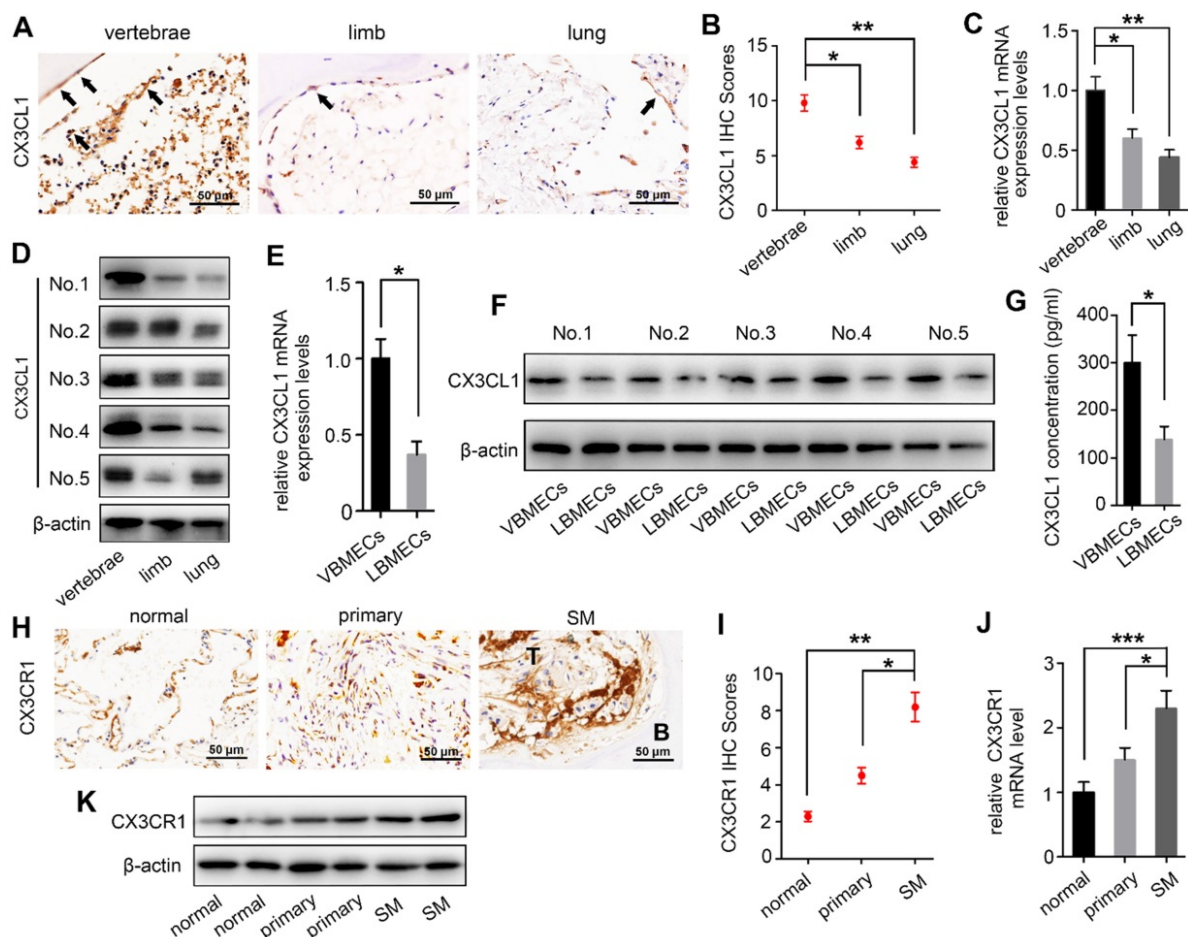 A
vertebrae
limb
lung
CX3CL1
50 µm
50 µm
50 µm
B
CX3CL1 IHC Scores
15
10
5
0
**
*
vertebrae
limb
lung
C
relative CX3CL1 mRNA
expression levels
1.5
1.0
0.5
0.0
**
*
vertebrae
limb
lung
D
CX3CL1
No.1
No.2
No.3
No.4
No.5
β-actin
vertebrae
limb
lung
E
relative CX3CL1 mRNA
expression levels
1.5
1.0
0.5
0
*
VBMECs
LBMECs
F
No.1 No.2 No.3 No.4 No.5
CX3CL1
β-actin
VBMECs
LBMECs
VBMECs
LBMECs
VBMECs
LBMECs
VBMECs
LBMECs
VBMECs
LBMECs
G
CX3CL1 concentration (pg/ml)
400
300
200
100
0
*
VBMECs
LBMECs
H
normal
primary
SM
CX3CR1
T
B
50 µm
50 µm
50 µm
I
CX3CR1 IHC Scores
10
8
6
4
2
0
**
*
normal
primary
SM
J
relative CX3CR1
mRNA level
3
2
1
0
***
*
normal
primary
SM
K
CX3CR1
β-actin
normal
normal
primary
primary
SM
SM